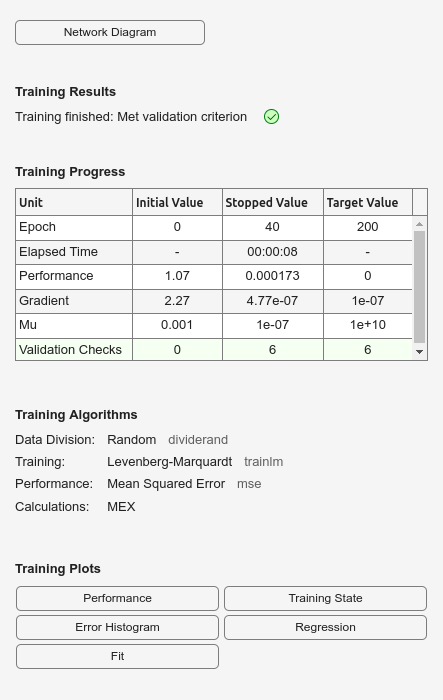 Network Diagram
Training Results
Training finished: Met validation criterion
Training Progress
Unit Initial Value Stopped Value Target Value
Epoch 0 40 200
Elapsed Time - 00:00:08 -
Performance 1.07 0.000173 0
Gradient 2.27 4.77e-07 1e-07
Mu 0.001 1e-07 1e+10
Validation Checks 0 6 6
Training Algorithms
Data Division: Random dividerand
Training: Levenberg-Marquardt trainlm
Performance: Mean Squared Error mse
Calculations: MEX
Training Plots
Performance Training State
Error Histogram Regression
Fit